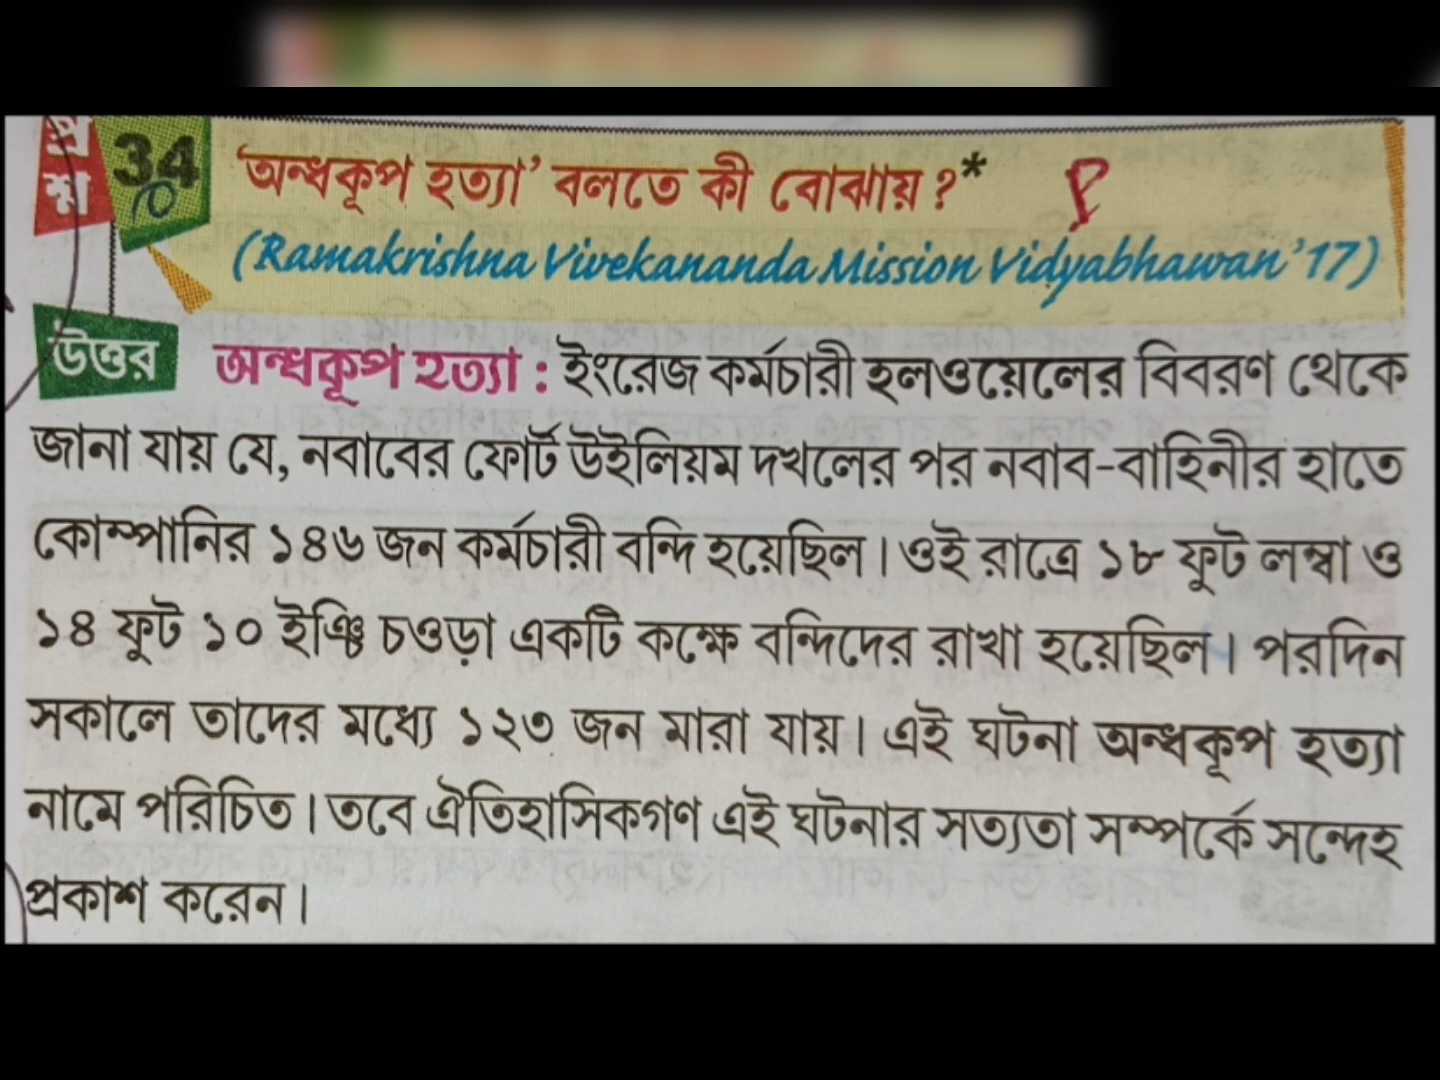 প্রশ্ন 34 'অন্ধকূপ হত্যা' বলতে কী বোঝায় ?*
(Ramakrishna Vivekananda Mission Vidyabhawan'17)
উত্তর অন্ধকূপ হত্যা : ইংরেজ কর্মচারী হলওয়েলের বিবরণ থেকে
জানা যায় যে, নবাবের ফোর্ট উইলিয়ম দখলের পর নবাব-বাহিনীর হাতে
কোম্পানির ১৪৬ জন কর্মচারী বন্দি হয়েছিল। ওই রাত্রে ১৮ ফুট লম্বা ও
১৪ ফুট ১০ ইঞ্চি চওড়া একটি কক্ষে বন্দিদের রাখা হয়েছিল। পরদিন
সকালে তাদের মধ্যে ১২৩ জন মারা যায়। এই ঘটনা অন্ধকূপ হত্যা
নামে পরিচিত। তবে ঐতিহাসিকগণ এই ঘটনার সত্যতা সম্পর্কে সন্দেহ
প্রকাশ করেন।